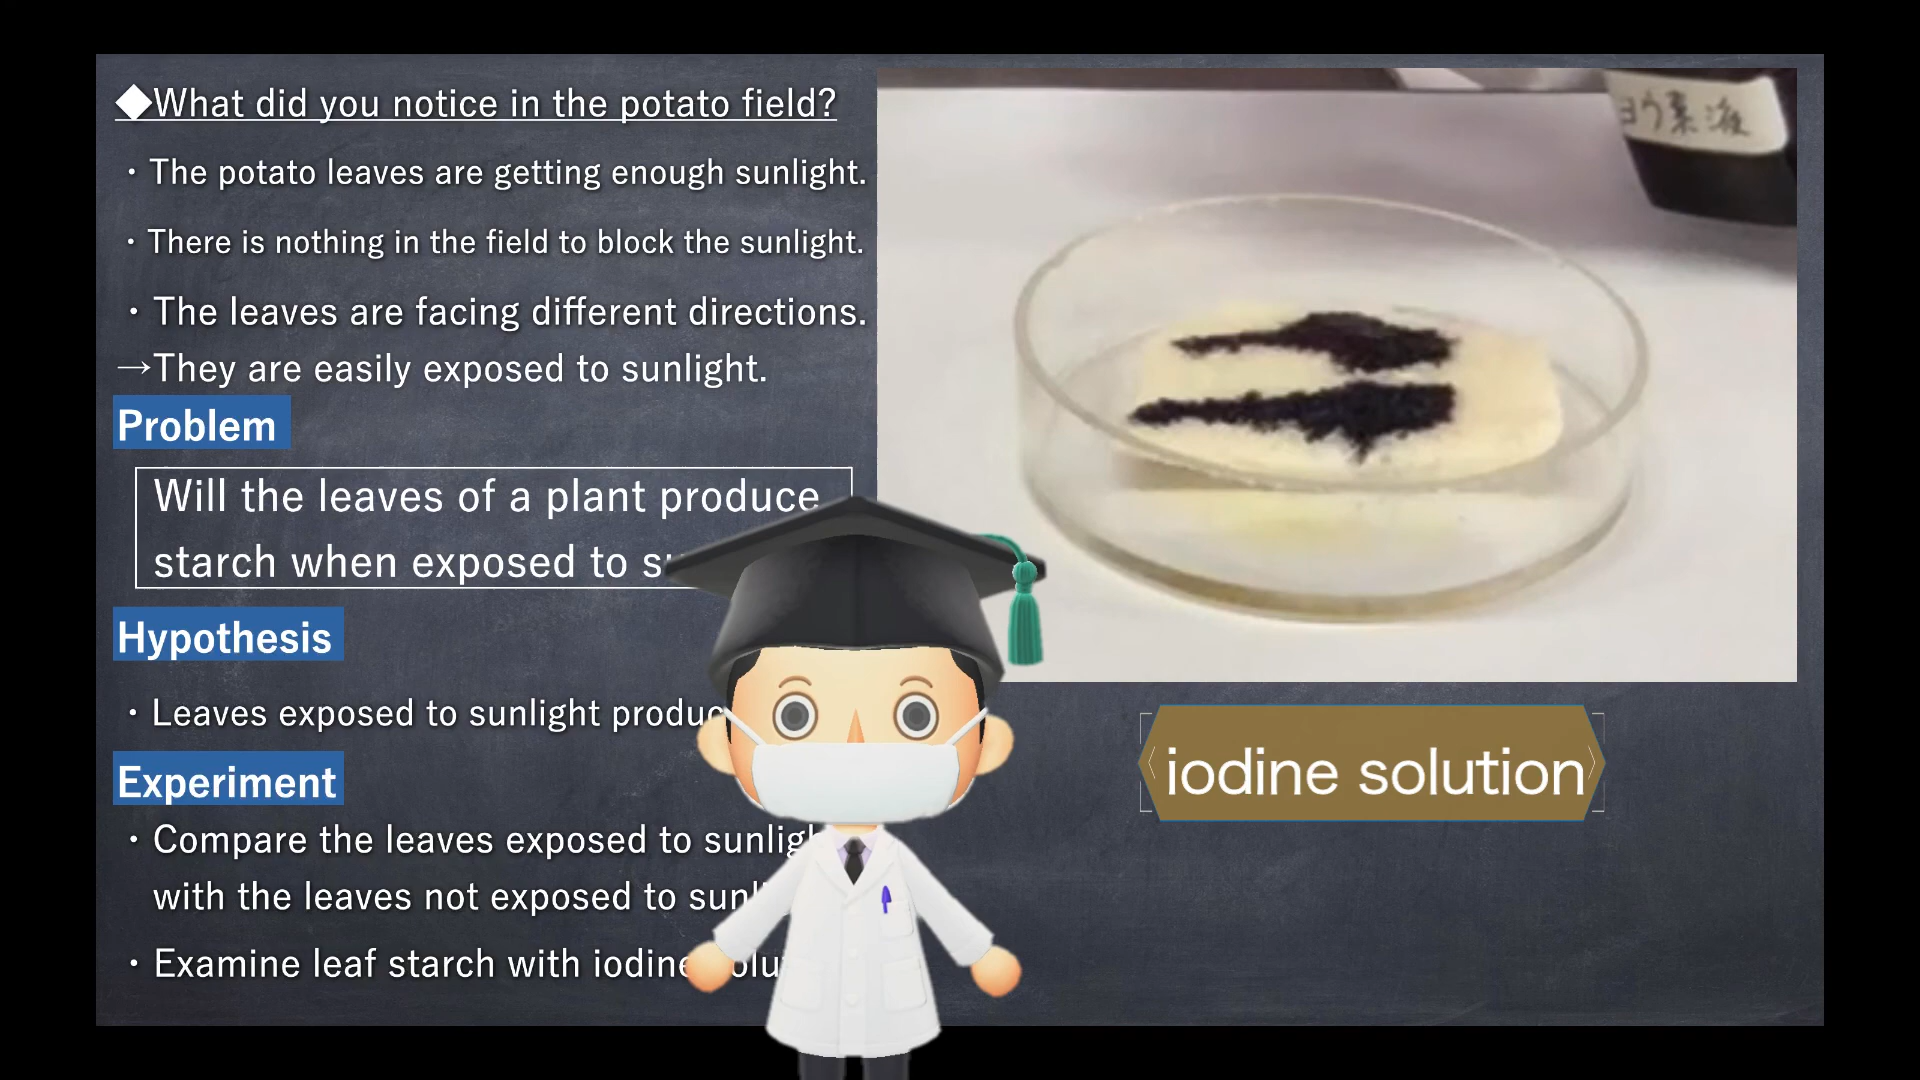 ◆What did you notice in the potato field?
・The potato leaves are getting enough sunlight.
・There is nothing in the field to block the sunlight.
・The leaves are facing different directions.
→They are easily exposed to sunlight.
Problem
Will the leaves of a plant produce
starch when exposed to
Hypothesis
・Leaves exposed to sunlight
Experiment
・Compare the leaves exposed to
with the leaves not exposed to
・Examine leaf starch with iodine
ヨウ素液
iodine solution